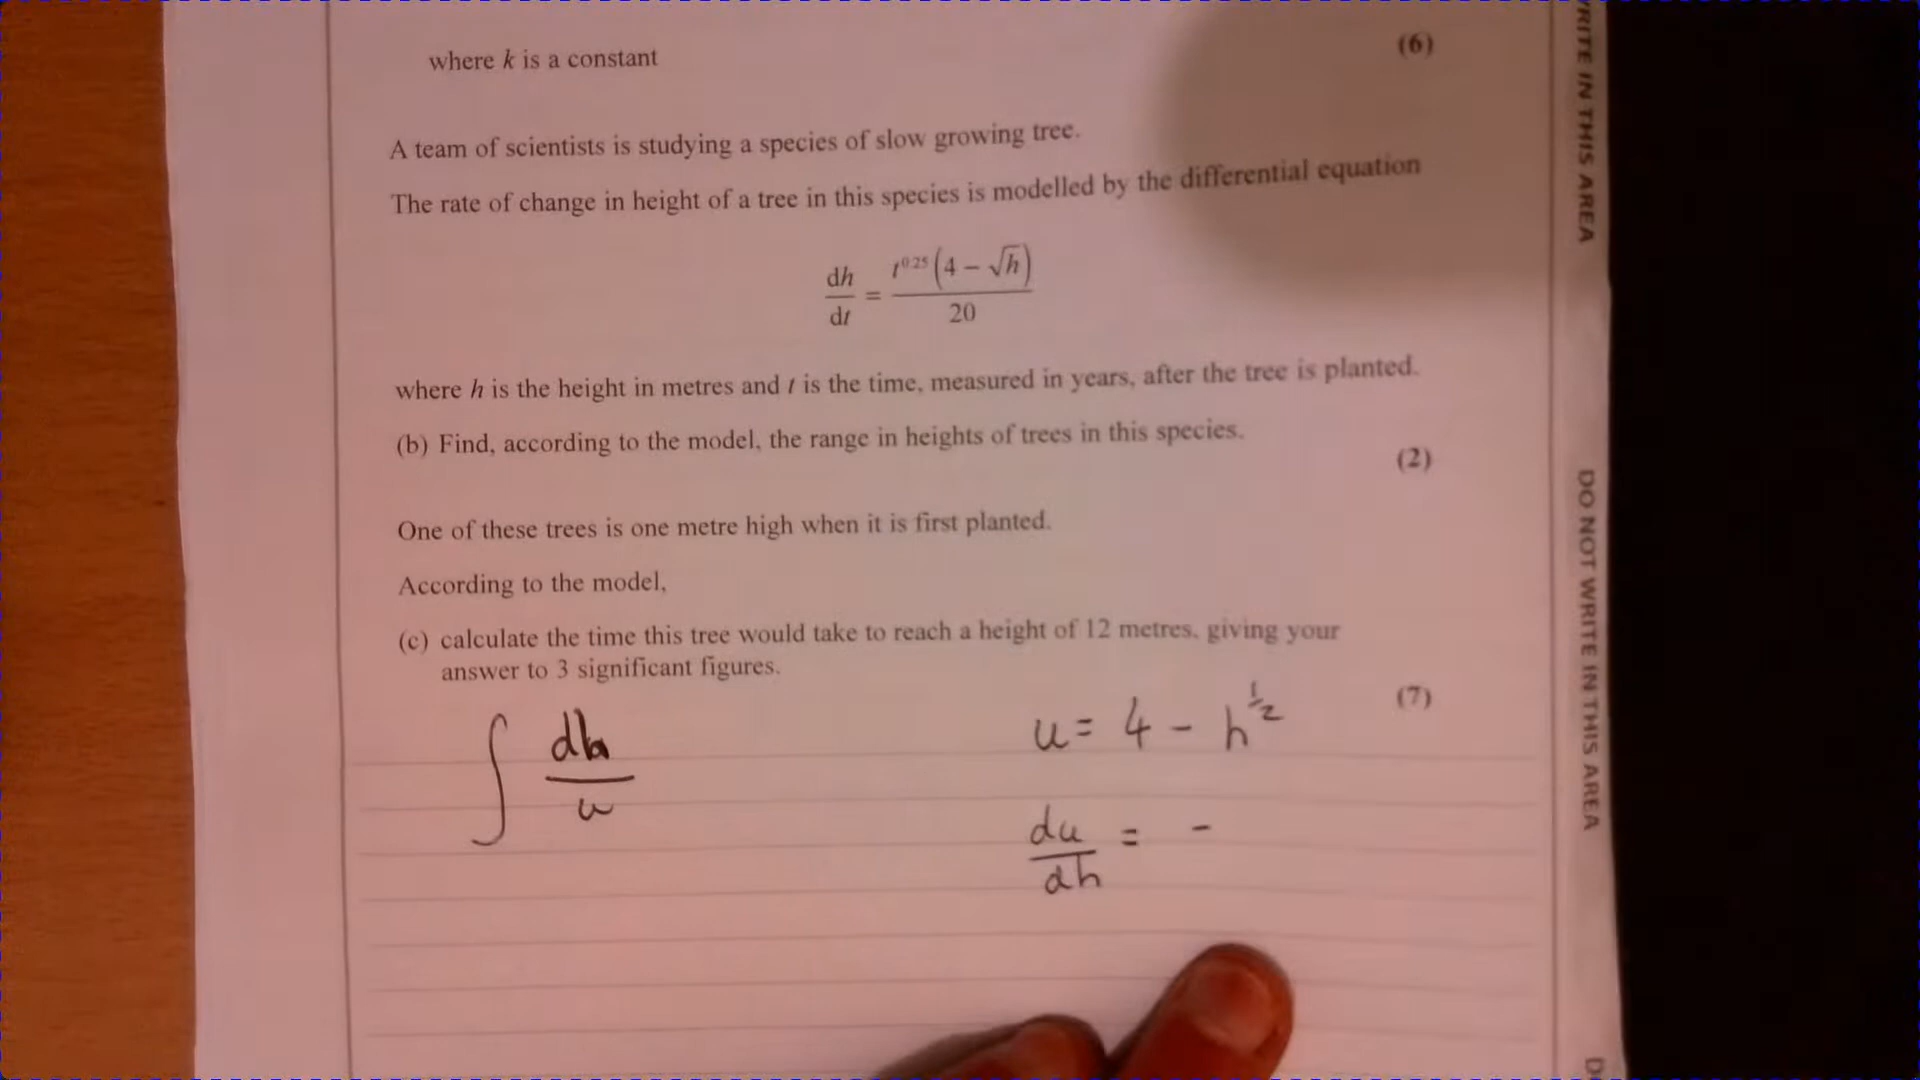 where k is a constant
(6)
A team of scientists is studying a species of slow growing tree.
The rate of change in height of a tree in this species is modelled by the differential equation
dh/dt = t^0.25 (4 − √h) / 20
where h is the height in metres and t is the time, measured in years, after the tree is planted.
(b) Find, according to the model, the range in heights of trees in this species.
(2)
One of these trees is one metre high when it is first planted.
According to the model,
(c) calculate the time this tree would take to reach a height of 12 metres, giving your
answer to 3 significant figures.
(7)
∫ dh/u
u = 4 - h^1/2
du/dh = -
WRITE IN THIS AREA
DO NOT WRITE IN THIS AREA